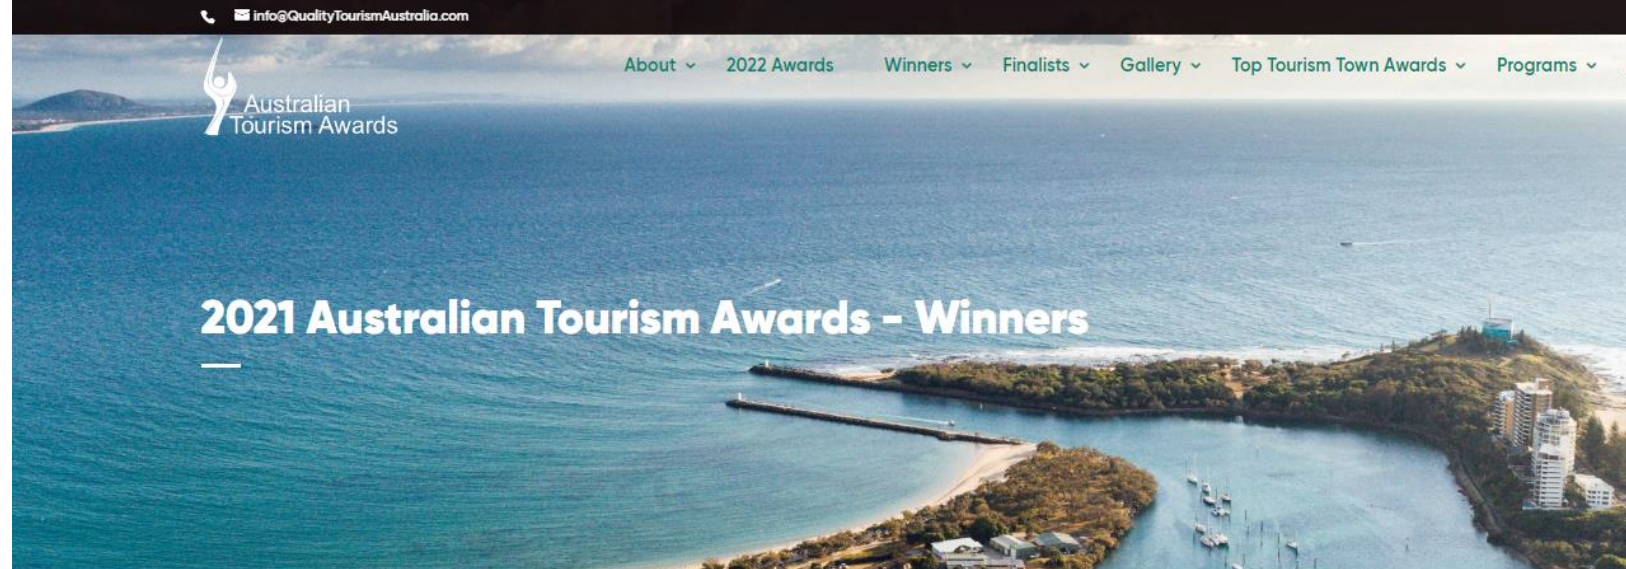 info@QualityTourismAustralia.com
Australian
Tourism Awards
About 2022 Awards Winners Finalists Gallery Top Tourism Town Awards Programs
2021 Australian Tourism Awards - Winners